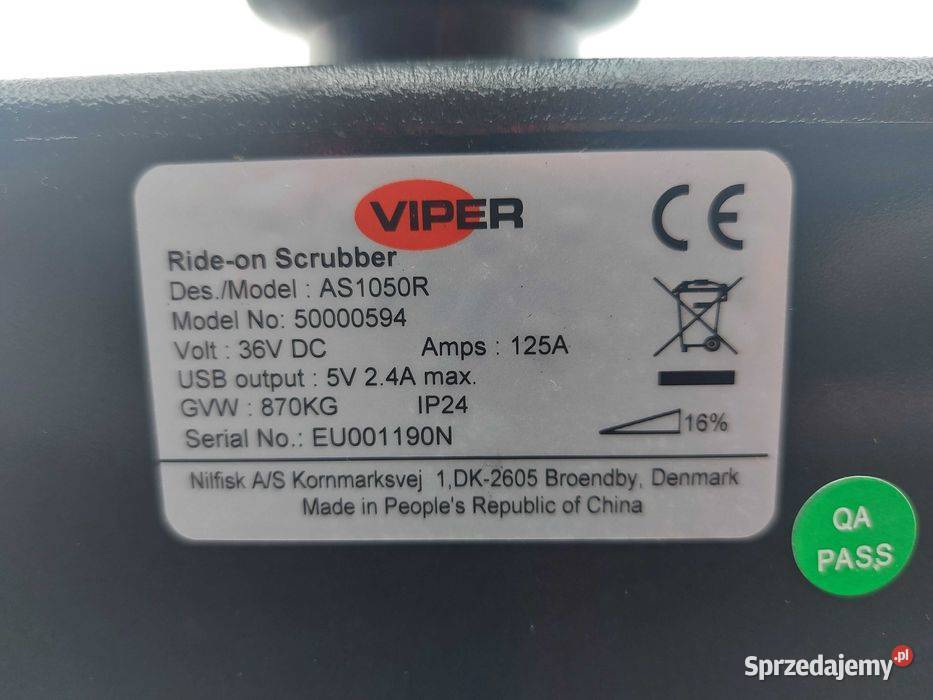 VIPER
CE
Ride-on Scrubber
Des./Model : AS1050R
Model No: 50000594
Volt : 36V DC Amps : 125A
USB output : 5V 2.4A max.
GVW : 870KG IP24
16%
Serial No.: EU001190N
Nilfisk A/S Kornmarksvej 1,DK-2605 Broendby, Denmark
Made in People's Republic of China
QA
PASS
Sprzedajemy.pl